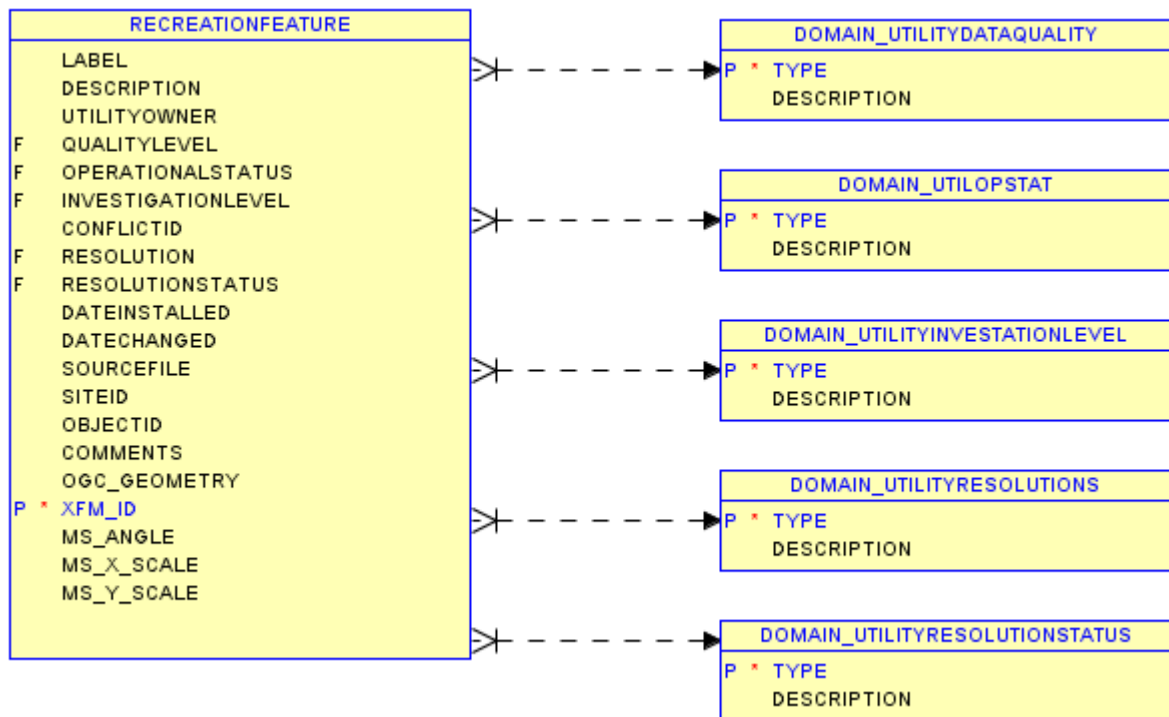 RECREATIONFEATURE
LABEL
DESCRIPTION
UTILITYOWNER
F QUALITYLEVEL
F OPERATIONALSTATUS
F INVESTIGATIONLEVEL
CONFLICTID
F RESOLUTION
F RESOLUTIONSTATUS
DATEINSTALLED
DATECHANGED
SOURCEFILE
SITEID
OBJECTID
COMMENTS
OGC_GEOMETRY
P * XFM_ID
MS_ANGLE
MS_X_SCALE
MS_Y_SCALE
DOMAIN_UTILITYDATAQUALITY
P * TYPE
DESCRIPTION
DOMAIN_UTILOPSTAT
P * TYPE
DESCRIPTION
DOMAIN_UTILITYINVESTATIONLEVEL
P * TYPE
DESCRIPTION
DOMAIN_UTILITYRESOLUTIONS
P * TYPE
DESCRIPTION
DOMAIN_UTILITYRESOLUTIONSTATUS
P * TYPE
DESCRIPTION